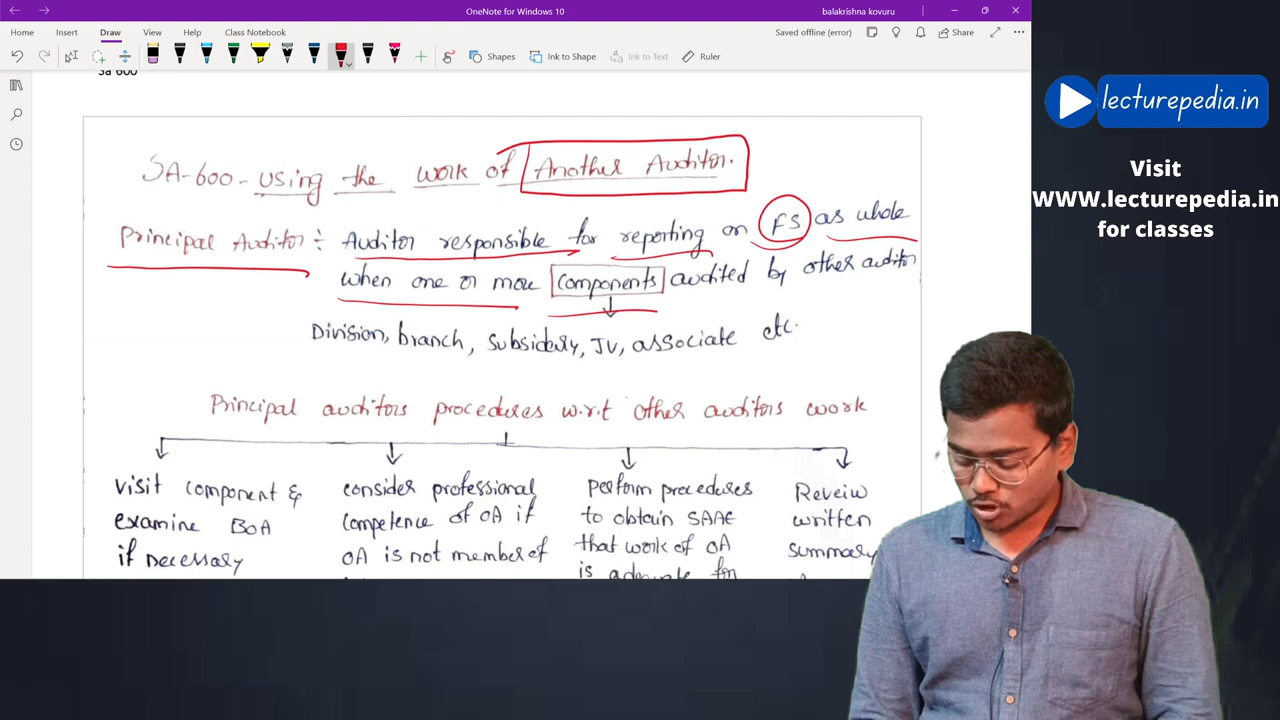 OneNote for Windows 10
balakrishna kovuru
Home Insert Draw View Help Class Notebook
Saved offline (error) Share
Shapes Ink to Shape Ink to Text Ruler
Sa 600
SA-600 - using the work of Another Auditor.
Principal Auditor ÷ Auditor responsible for reporting on FS as whole
when one or more components audited by other auditor
Division, branch, subsidery, JV, associate etc.
Principal auditors procedures w.r.t other auditors work
visit component &
examine BOA
if necessary
consider professional
competence of OA if
OA is not member of
Perform procedures
to obtain SAAE
that work of OA
is adequate for
Reveiw
written
summary
lecturepedia.in
Visit
WWW.lecturepedia.in
for classes